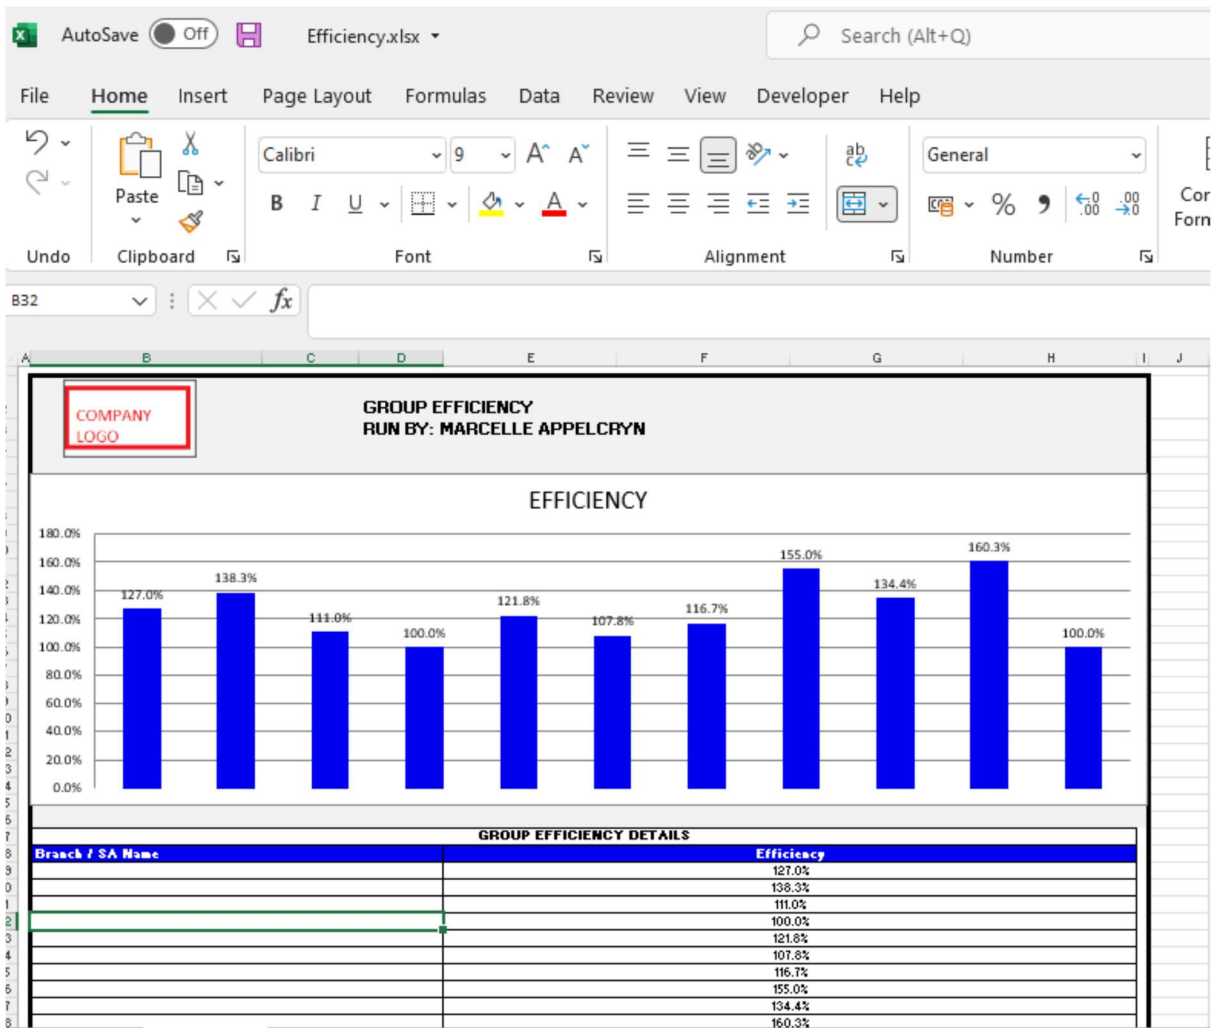 AutoSave Off Efficiency.xlsx Search (Alt+Q)
File Home Insert Page Layout Formulas Data Review View Developer Help
Calibri 9 General
Paste
Undo Clipboard Font Alignment Number
B32 fx
A B C D E F G H I J
COMPANY
LOGO
GROUP EFFICIENCY
RUN BY: MARCELLE APPELCRYN
EFFICIENCY
180.0%
160.0%
140.0%
120.0%
100.0%
80.0%
60.0%
40.0%
20.0%
0.0%
127.0% 138.3% 111.0% 100.0% 121.8% 107.8% 116.7% 155.0% 134.4% 160.3% 100.0%
GROUP EFFICIENCY DETAILS
Branch / SA Name Efficiency
127.0%
138.3%
111.0%
100.0%
121.8%
107.8%
116.7%
155.0%
134.4%
160.3%